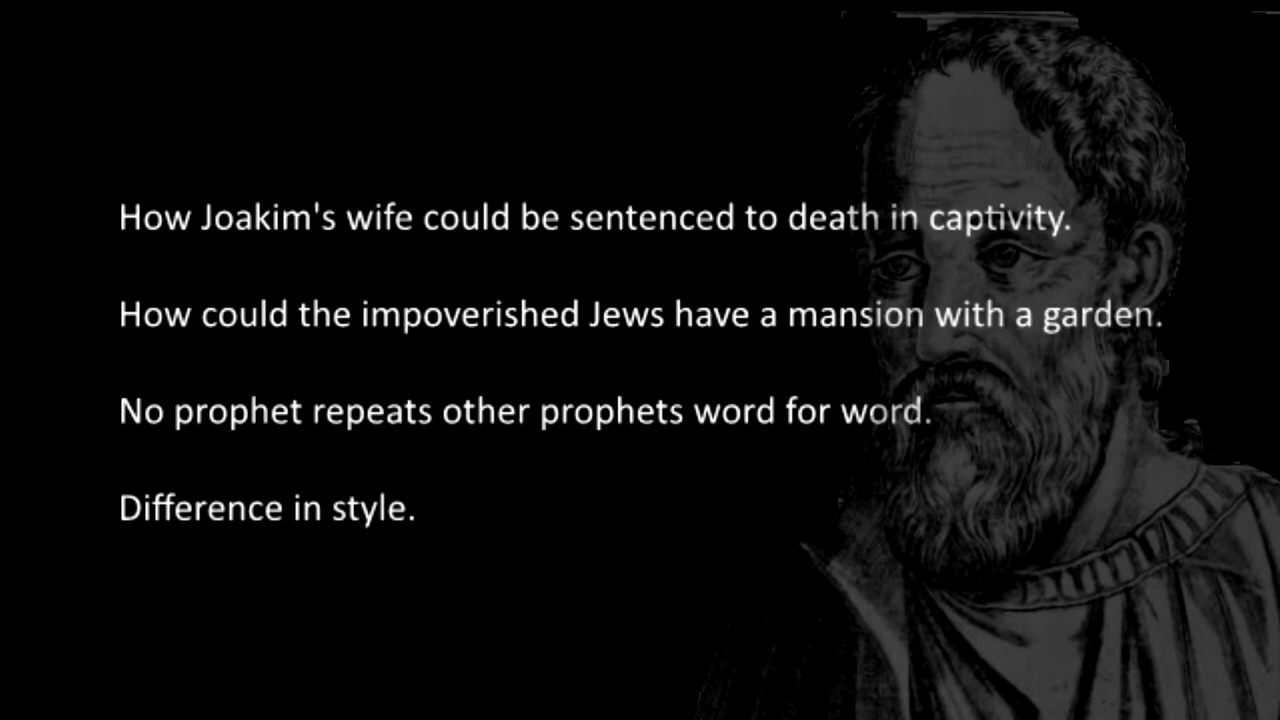 How Joakim's wife could be sentenced to death in captivity.
How could the impoverished Jews have a mansion with a garden.
No prophet repeats other prophets word for word.
Difference in style.